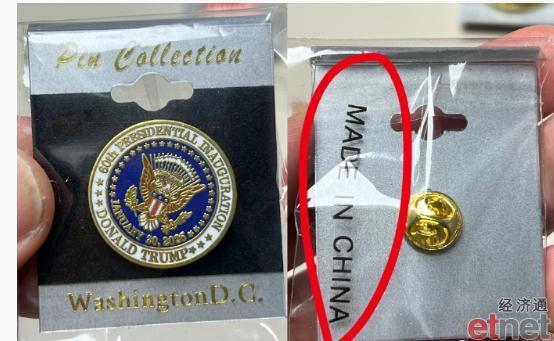 Pin Collection
60th PRESIDENTIAL INAUGURATION
JANUARY 20, 2025
DONALD TRUMP
Washington D.C.
MADE IN CHINA
经济通
etnet